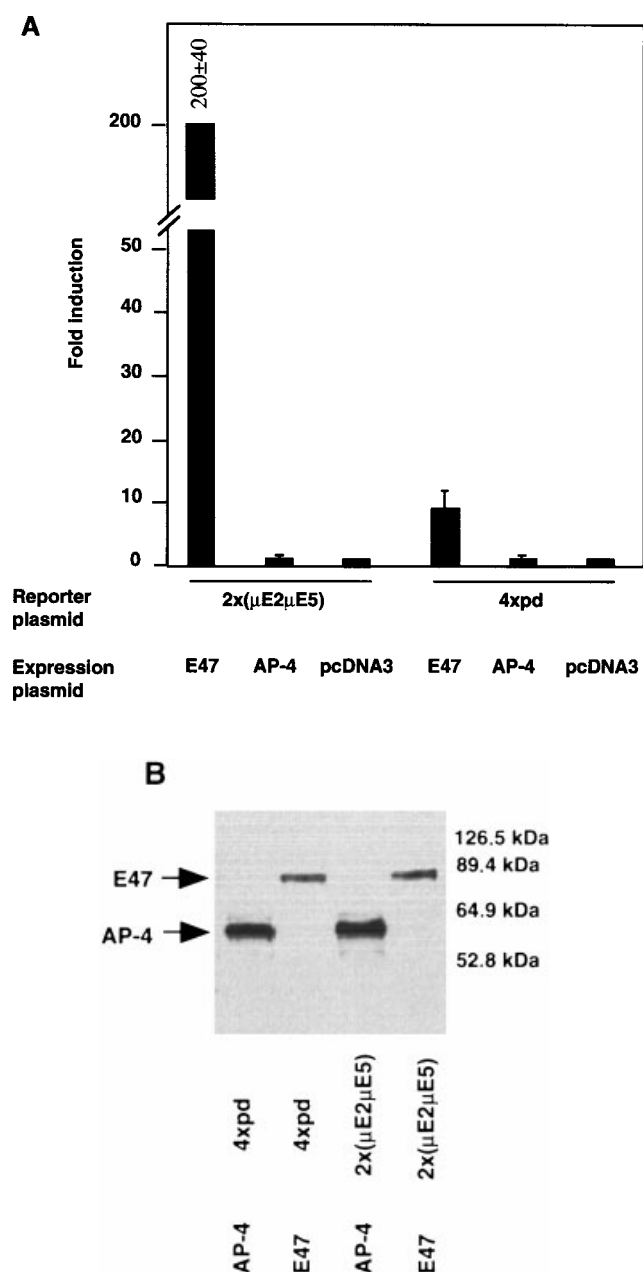 A
200±40
200
50
40
30
20
10
0
Fold induction
Reporter plasmid
2x(µE2µE5) 4xpd
Expression plasmid
E47 AP-4 pcDNA3 E47 AP-4 pcDNA3
B
E47
AP-4
126.5 kDa
89.4 kDa
64.9 kDa
52.8 kDa
4xpd 4xpd 2x(µE2µE5) 2x(µE2µE5)
AP-4 E47 AP-4 E47